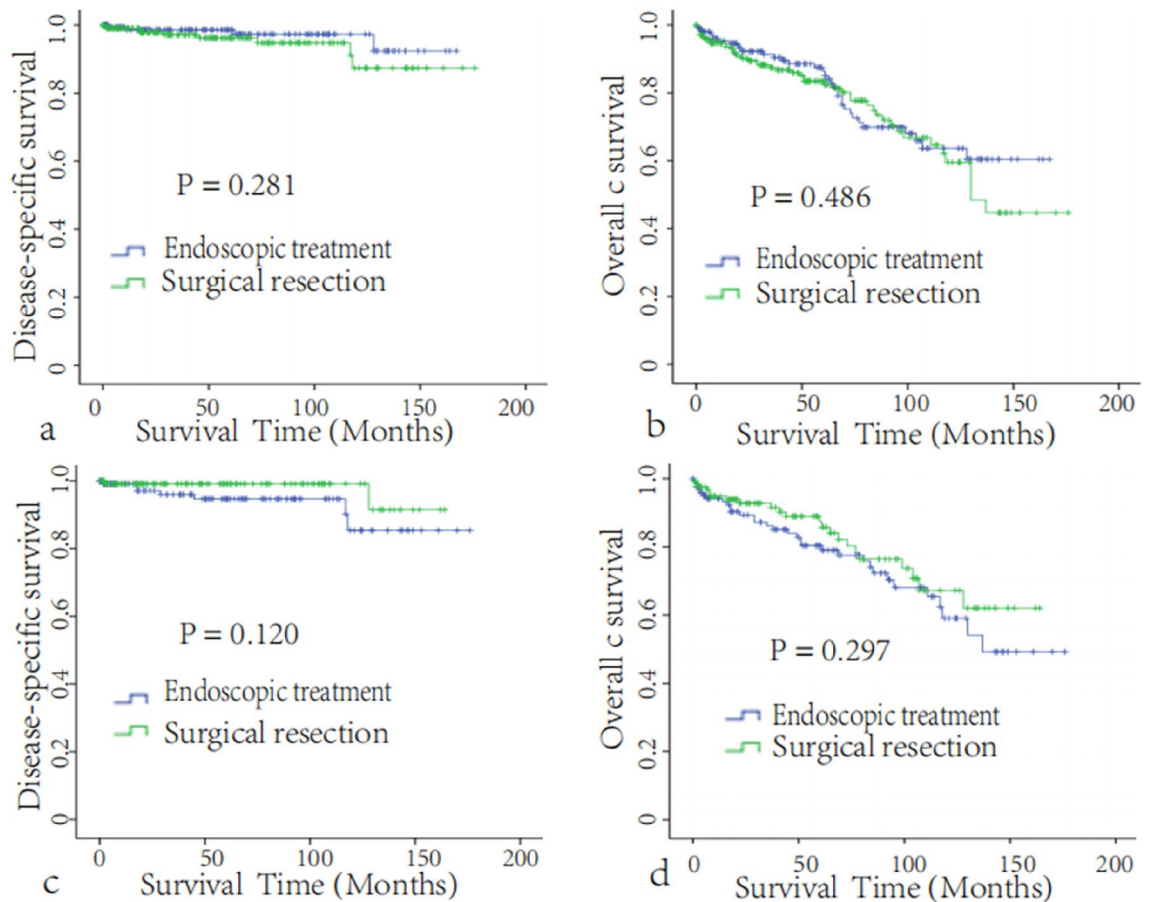 Disease-specific survival
1.0
0.8
0.6
0.4
0.2
0
P = 0.281
Endoscopic treatment
Surgical resection
0 50 100 150 200
a
Survival Time (Months)
Overall c survival
1.0
0.8
0.6
0.4
0.2
0
P = 0.486
Endoscopic treatment
Surgical resection
0 50 100 150 200
b
Survival Time (Months)
Disease-specific survival
1.0
0.8
0.6
0.4
0.2
0
P = 0.120
Endoscopic treatment
Surgical resection
0 50 100 150 200
c
Survival Time (Months)
Overall c survival
1.0
0.8
0.6
0.4
0.2
0
P = 0.297
Endoscopic treatment
Surgical resection
0 50 100 150 200
d
Survival Time (Months)